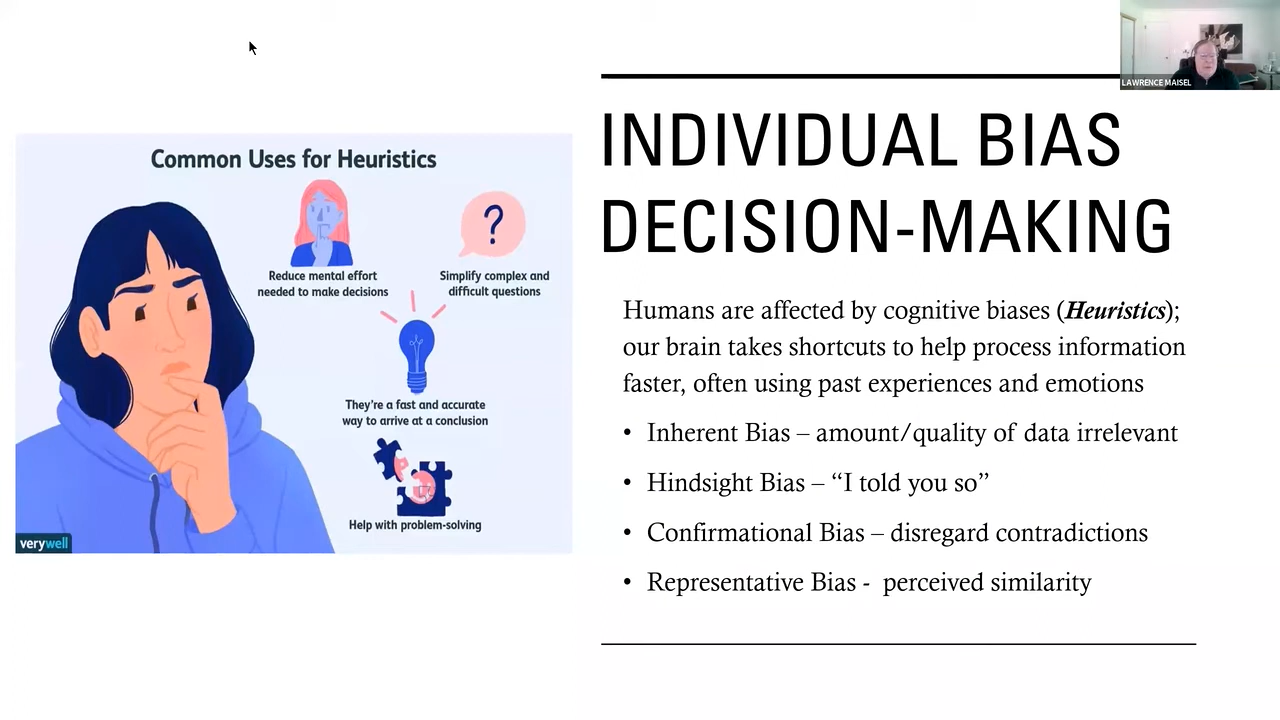 LAWRENCE MAISEL
INDIVIDUAL BIAS
DECISION-MAKING
Common Uses for Heuristics
?
Reduce mental effort
needed to make decisions
Simplify complex and
difficult questions
They're a fast and accurate
way to arrive at a conclusion
Help with problem-solving
verywell
Humans are affected by cognitive biases (Heuristics);
our brain takes shortcuts to help process information
faster, often using past experiences and emotions
• Inherent Bias – amount/quality of data irrelevant
• Hindsight Bias – “I told you so”
• Confirmational Bias – disregard contradictions
• Representative Bias - perceived similarity